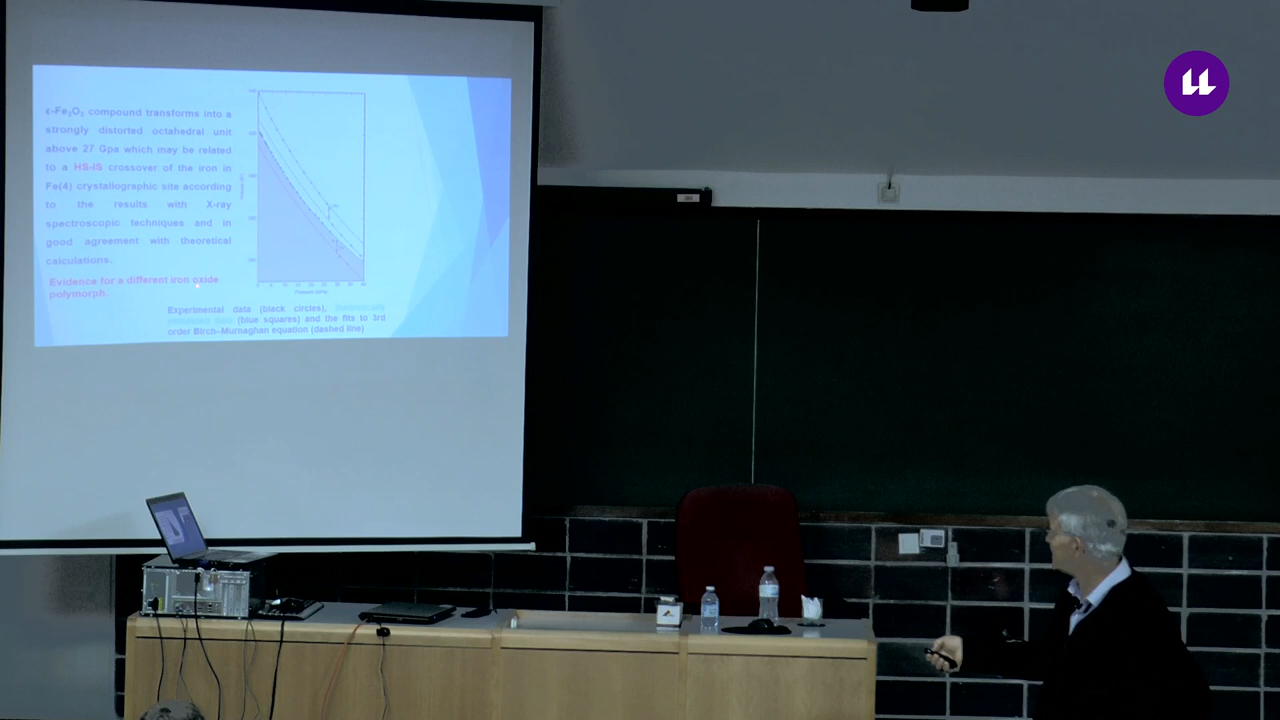 ε-Fe₂O₃ compound transforms into a
strongly distorted octahedral unit
above 27 Gpa which may be related
to a HS-IS crossover of the iron in
Fe(4) crystallographic site according
to the results with X-ray
spectroscopic techniques and in
good agreement with theoretical
calculations.
Evidence for a different iron oxide
polymorph.
Pressure (GPa)
Experimental data (black circles),
(blue squares) and the fits to 3rd
order Birch–Murnaghan equation (dashed line)